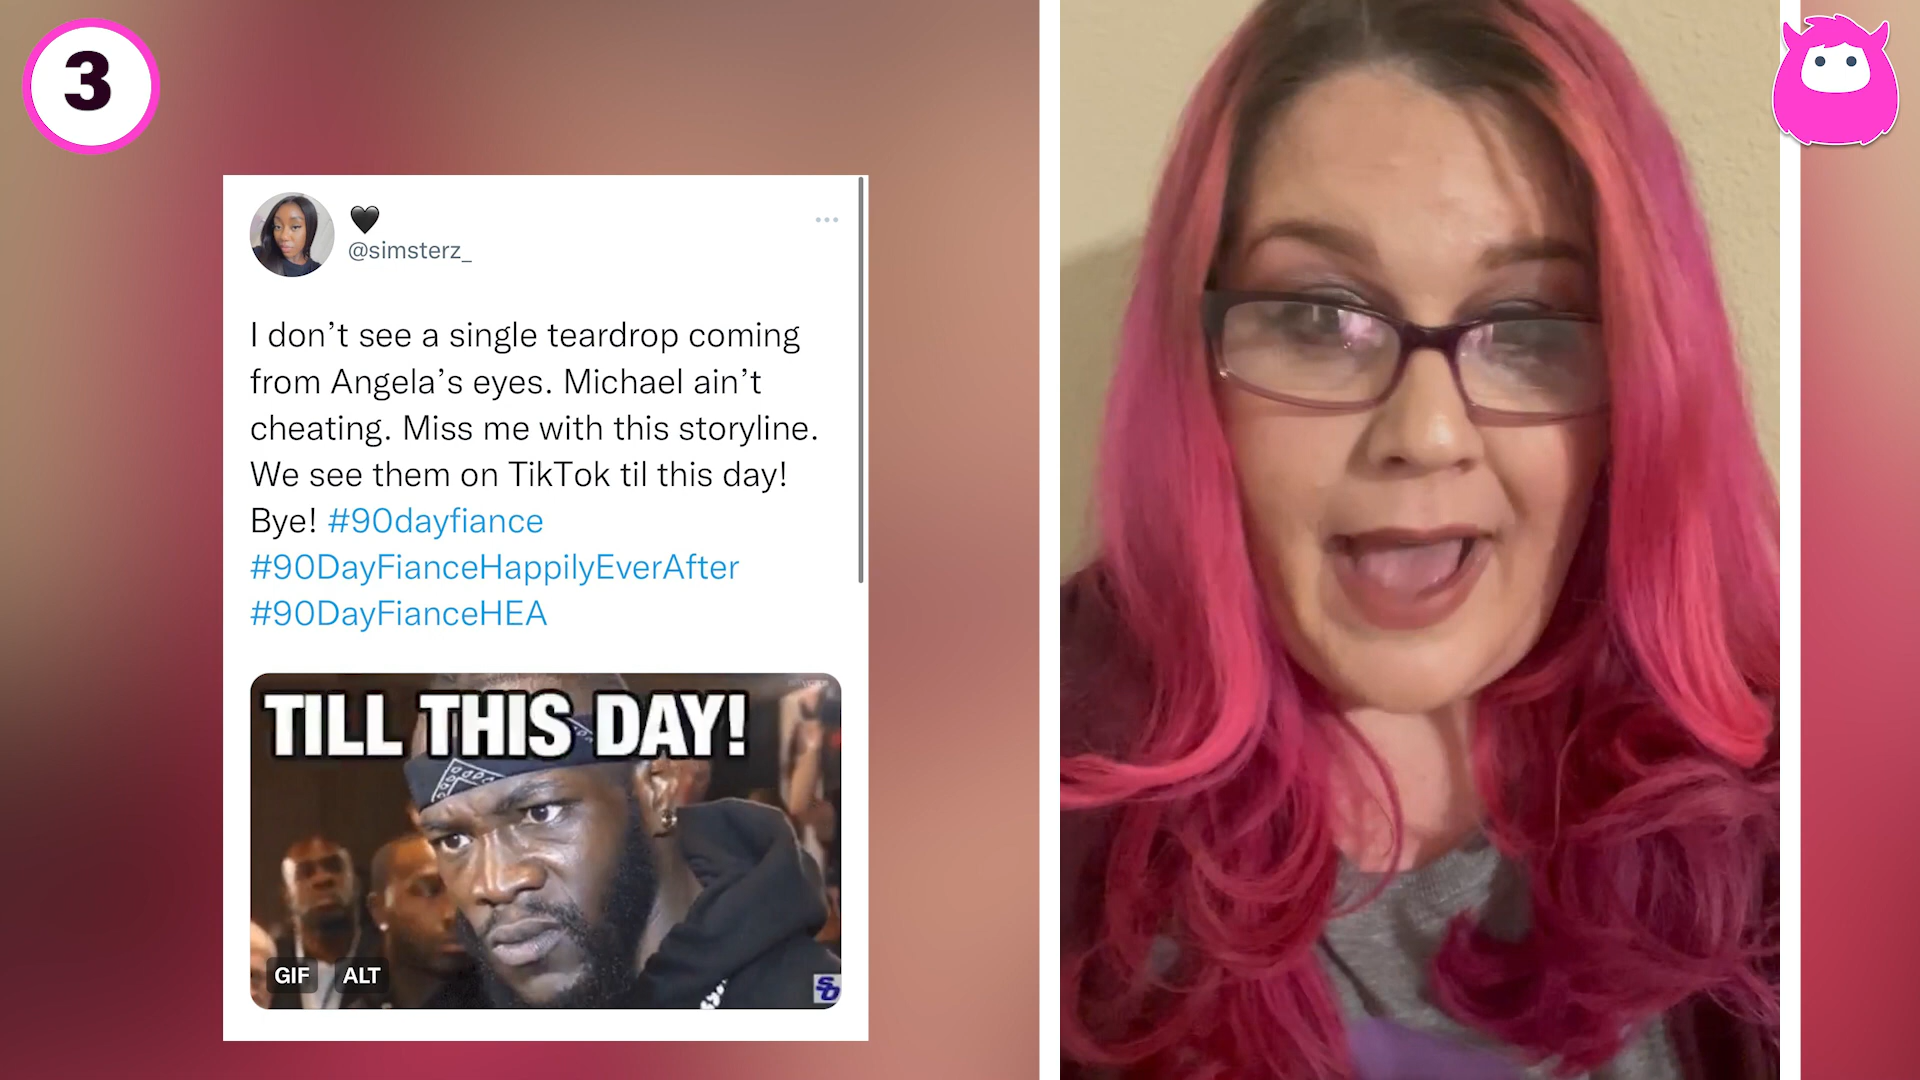 3
🖤
@simsterz_
I don’t see a single teardrop coming
from Angela’s eyes. Michael ain’t
cheating. Miss me with this storyline.
We see them on TikTok til this day!
Bye! #90dayfiance
#90DayFianceHappilyEverAfter
#90DayFianceHEA
TILL THIS DAY!
GIF ALT
SD